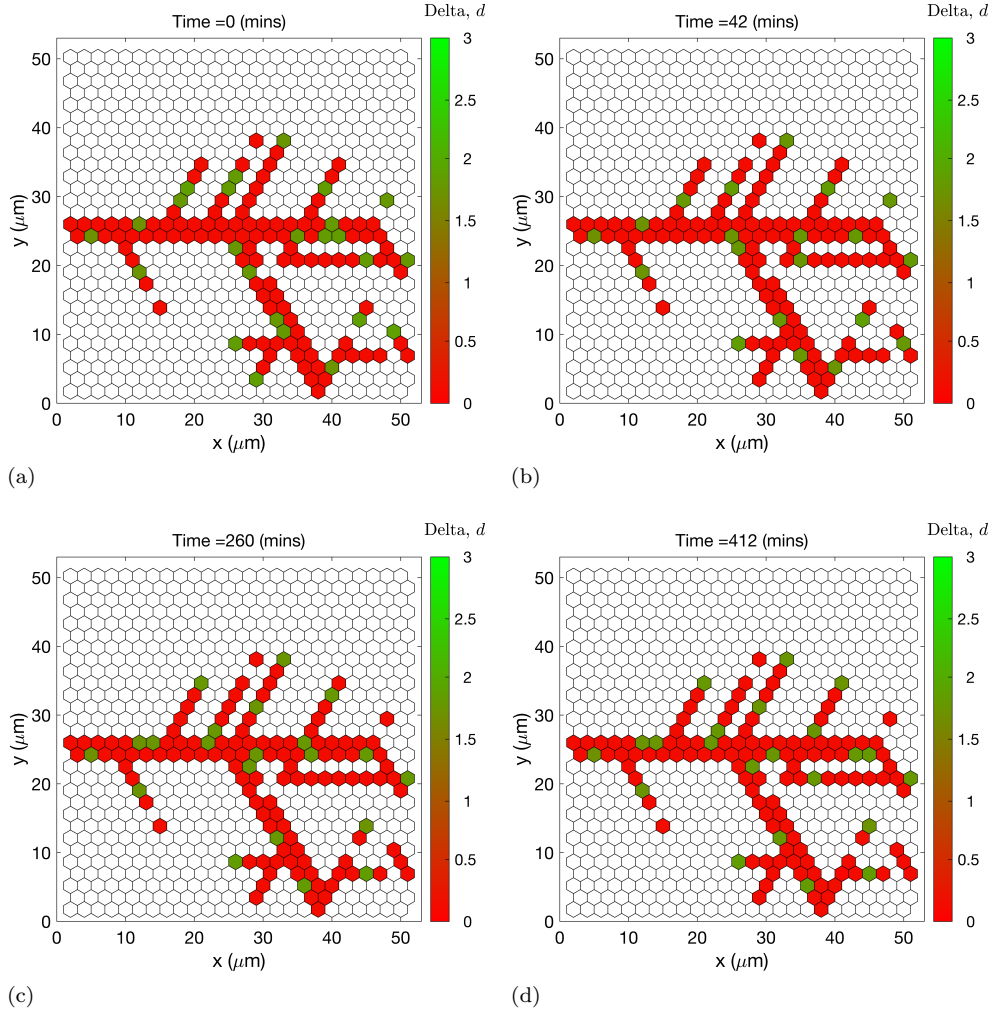 Delta, d
Time =0 (mins)
3
2.5
2
1.5
1
0.5
0
50
40
30
20
10
0
y (μm)
0 10 20 30 40 50
x (μm)
(a)
Delta, d
Time =42 (mins)
3
2.5
2
1.5
1
0.5
0
50
40
30
20
10
0
y (μm)
0 10 20 30 40 50
x (μm)
(b)
Delta, d
Time =260 (mins)
3
2.5
2
1.5
1
0.5
0
50
40
30
20
10
0
y (μm)
0 10 20 30 40 50
x (μm)
(c)
Delta, d
Time =412 (mins)
3
2.5
2
1.5
1
0.5
0
50
40
30
20
10
0
y (μm)
0 10 20 30 40 50
x (μm)
(d)